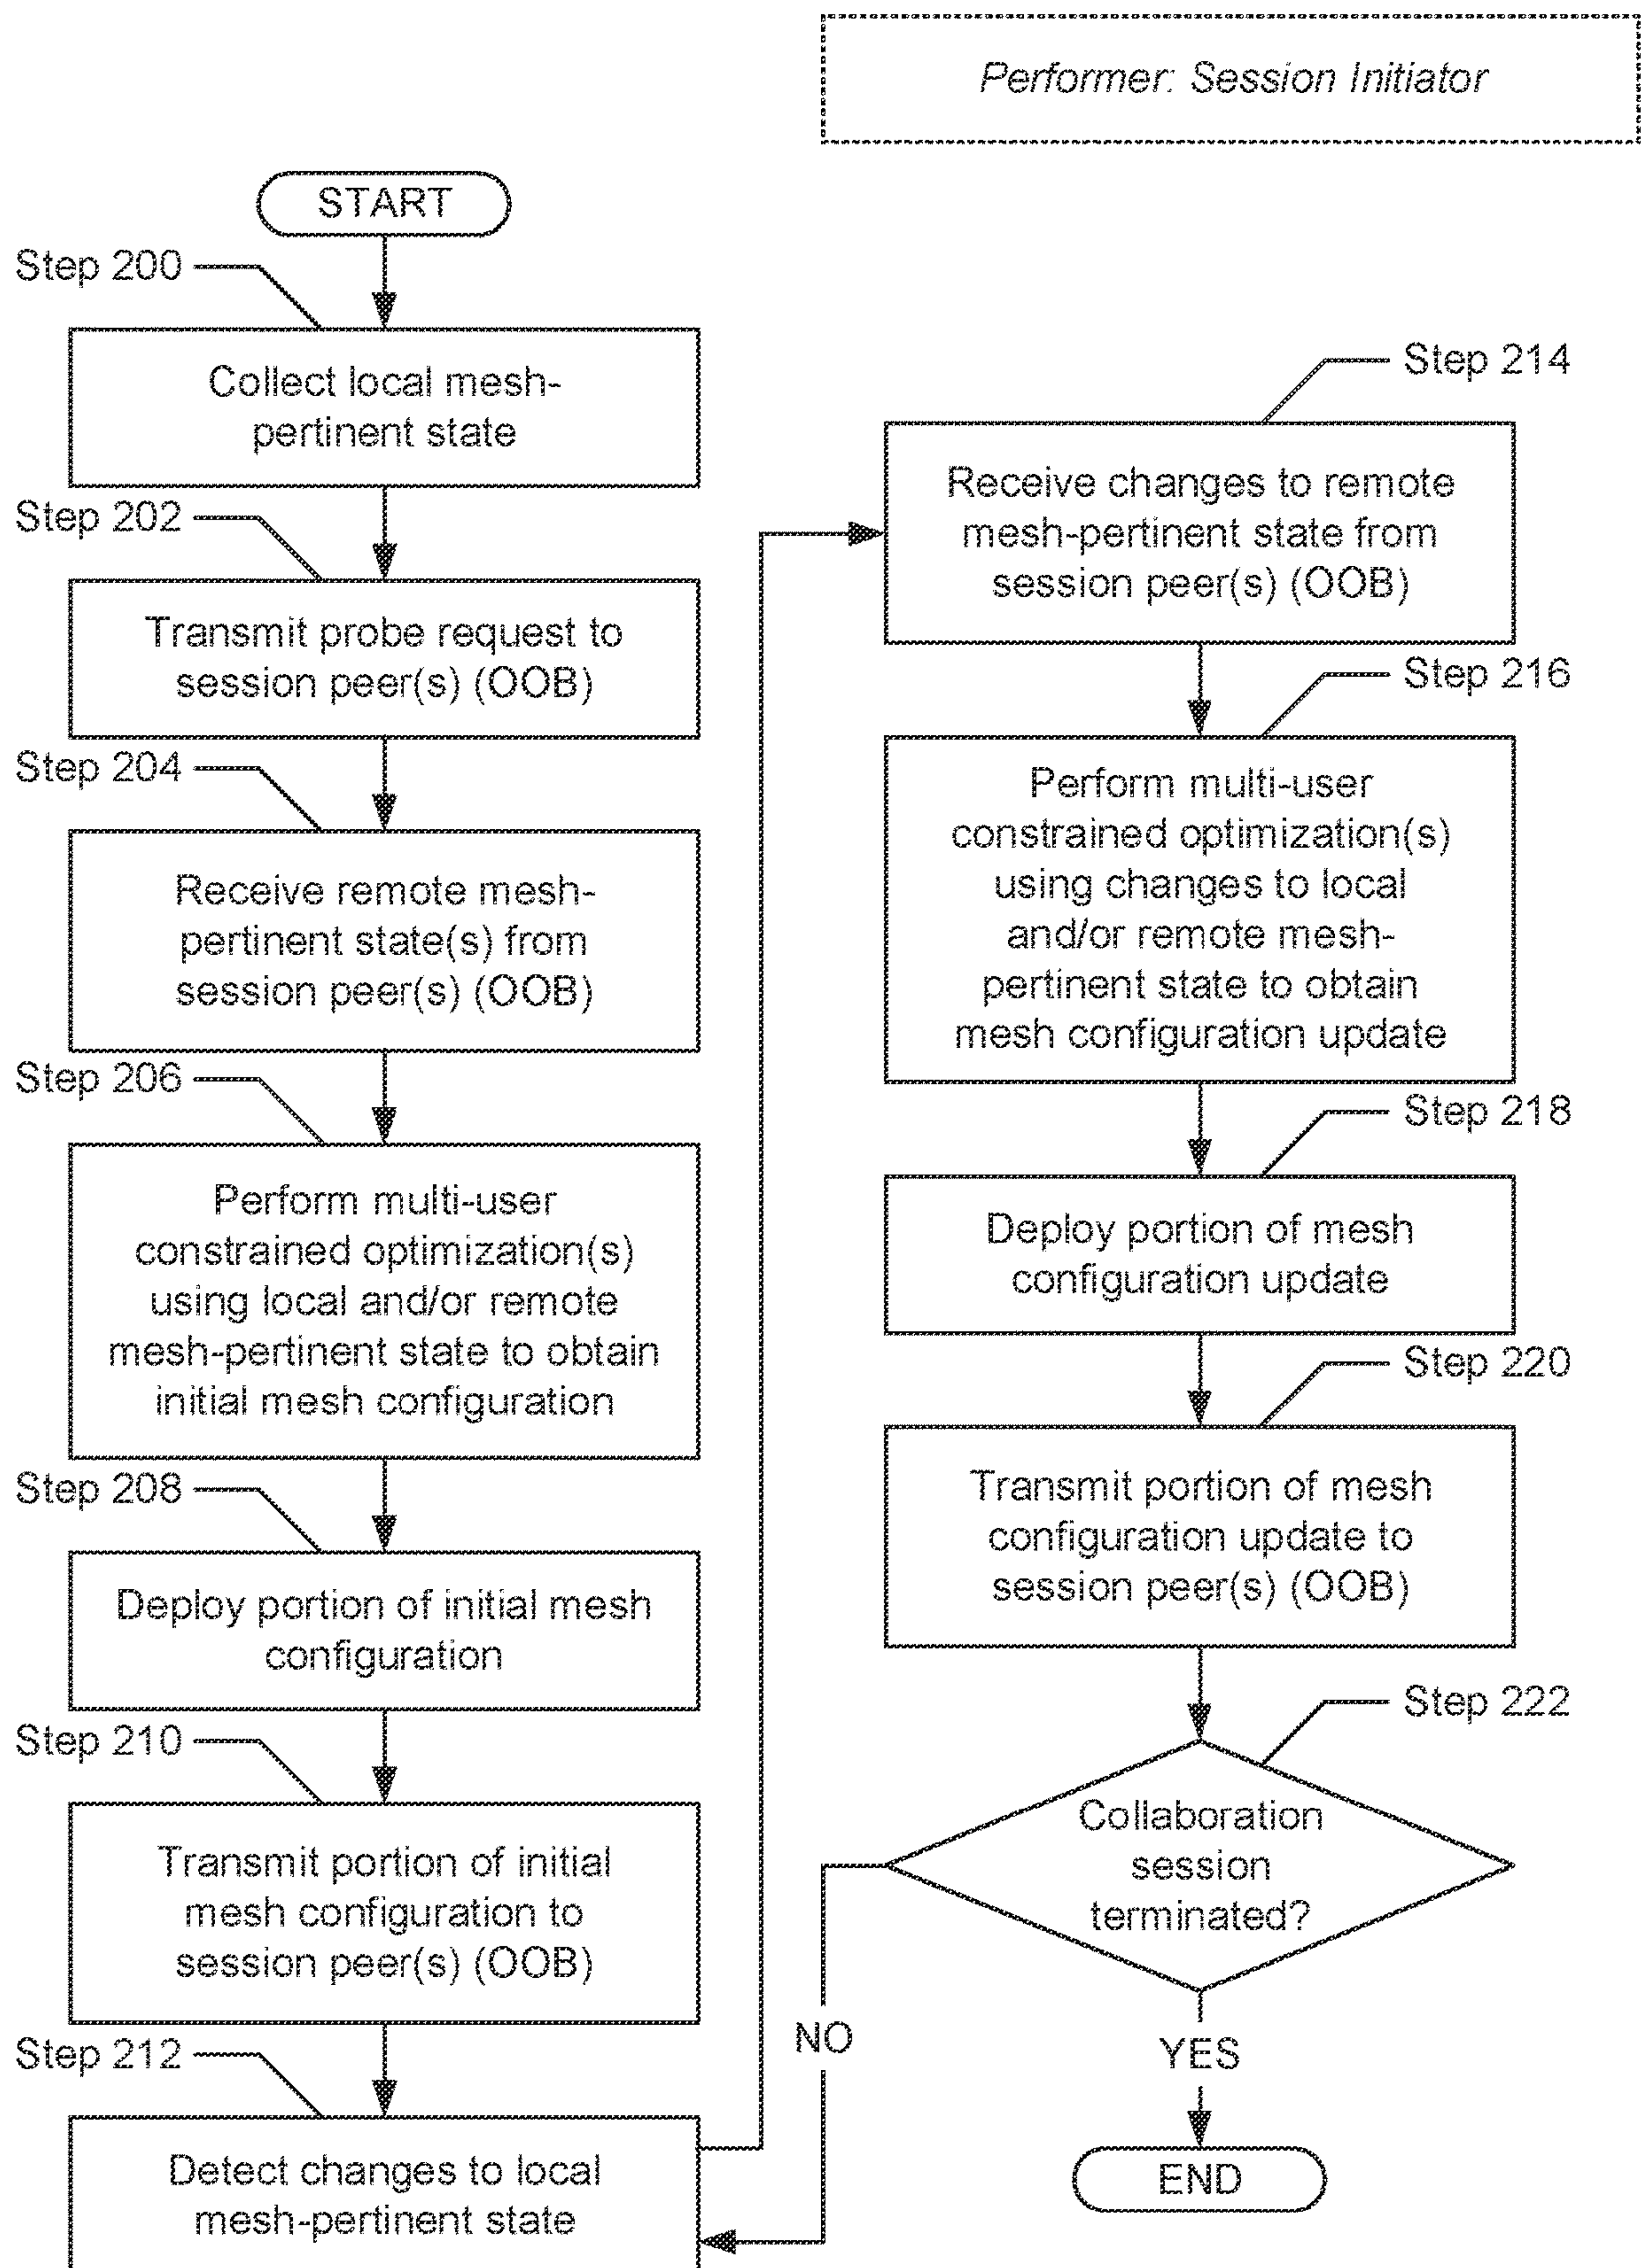 Performer: Session Initiator
START
Step 200
Collect local mesh-
pertinent state
Step 202
Transmit probe request to
session peer(s) (OOB)
Step 204
Receive remote mesh-
pertinent state(s) from
session peer(s) (OOB)
Step 206
Perform multi-user
constrained optimization(s)
using local and/or remote
mesh-pertinent state to obtain
initial mesh configuration
Step 208
Deploy portion of initial mesh
configuration
Step 210
Transmit portion of initial
mesh configuration to
session peer(s) (OOB)
Step 212
Detect changes to local
mesh-pertinent state
Step 214
Receive changes to remote
mesh-pertinent state from
session peer(s) (OOB)
Step 216
Perform multi-user
constrained optimization(s)
using changes to local
and/or remote mesh-
pertinent state to obtain
mesh configuration update
Step 218
Deploy portion of mesh
configuration update
Step 220
Transmit portion of mesh
configuration update to
session peer(s) (OOB)
Step 222
Collaboration
session
terminated?
NO
YES
END